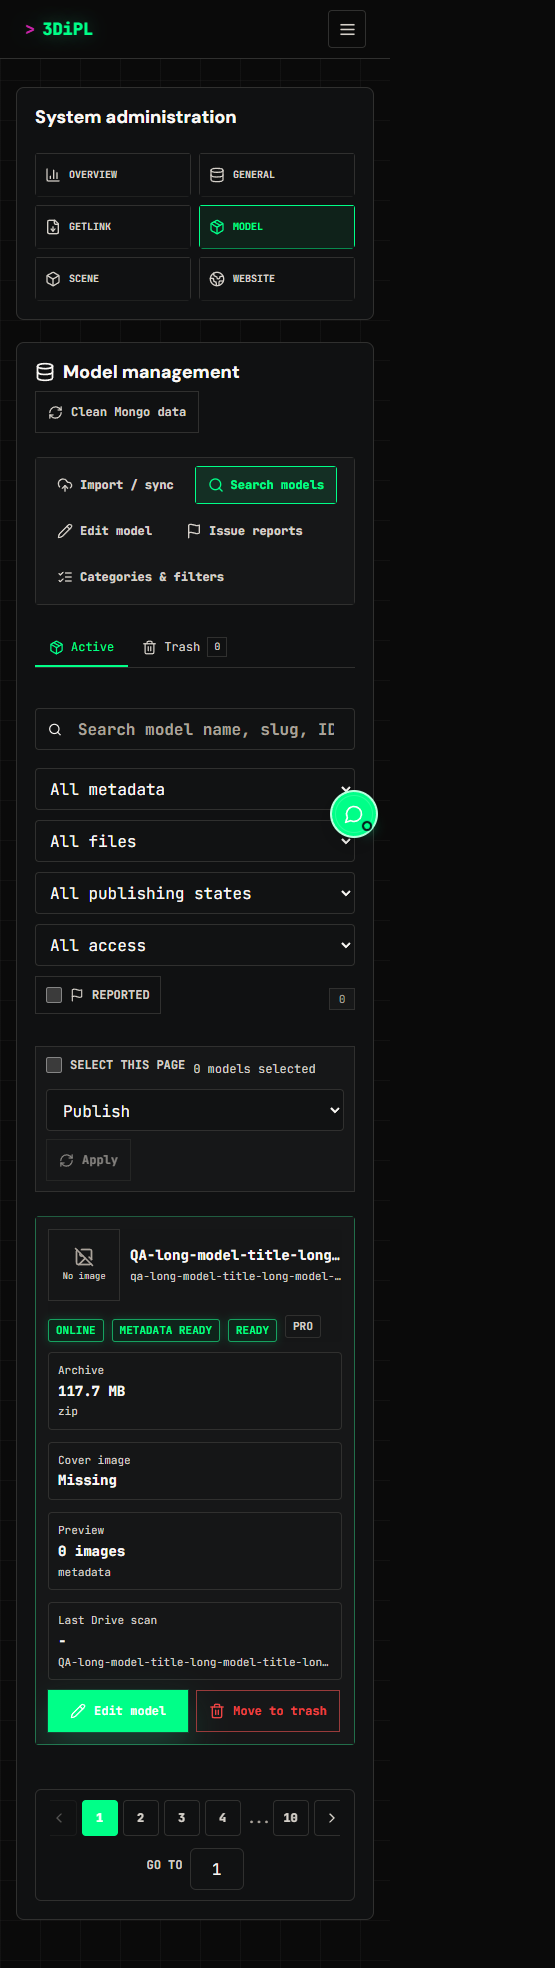 > 3DiPL
System administration
OVERVIEW
GENERAL
GETLINK
MODEL
SCENE
WEBSITE
Model management
Clean Mongo data
Import / sync
Search models
Edit model
Issue reports
Categories & filters
Active
Trash 0
Search model name, slug, ID
All metadata
All files
All publishing states
All access
REPORTED
0
SELECT THIS PAGE 0 models selected
Publish
Apply
No image
QA-long-model-title-long…
qa-long-model-title-long-model-…
ONLINE METADATA READY READY PRO
Archive
117.7 MB
zip
Cover image
Missing
Preview
0 images
metadata
Last Drive scan
-
QA-long-model-title-long-model-title-lon…
Edit model
Move to trash
1 2 3 4 ... 10
GO TO 1